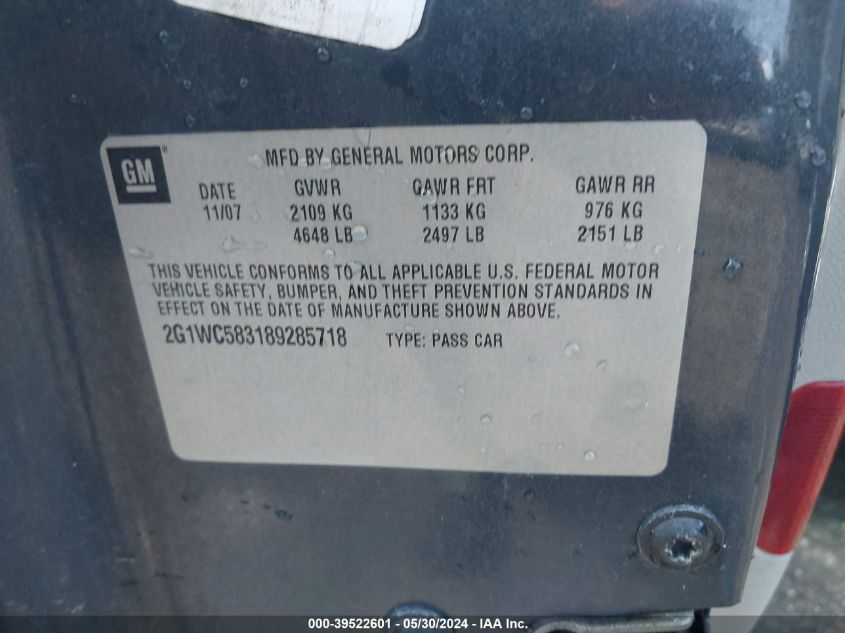 GM
MFD BY GENERAL MOTORS CORP.
DATE GVWR GAWR FRT GAWR RR
11/07 2109 KG 1133 KG 976 KG
4648 LB 2497 LB 2151 LB
THIS VEHICLE CONFORMS TO ALL APPLICABLE U.S. FEDERAL MOTOR
VEHICLE SAFETY, BUMPER, AND THEFT PREVENTION STANDARDS IN
EFFECT ON THE DATE OF MANUFACTURE SHOWN ABOVE.
2G1WC583189285718 TYPE: PASS CAR
000-39522601 - 05/30/2024 - IAA Inc.